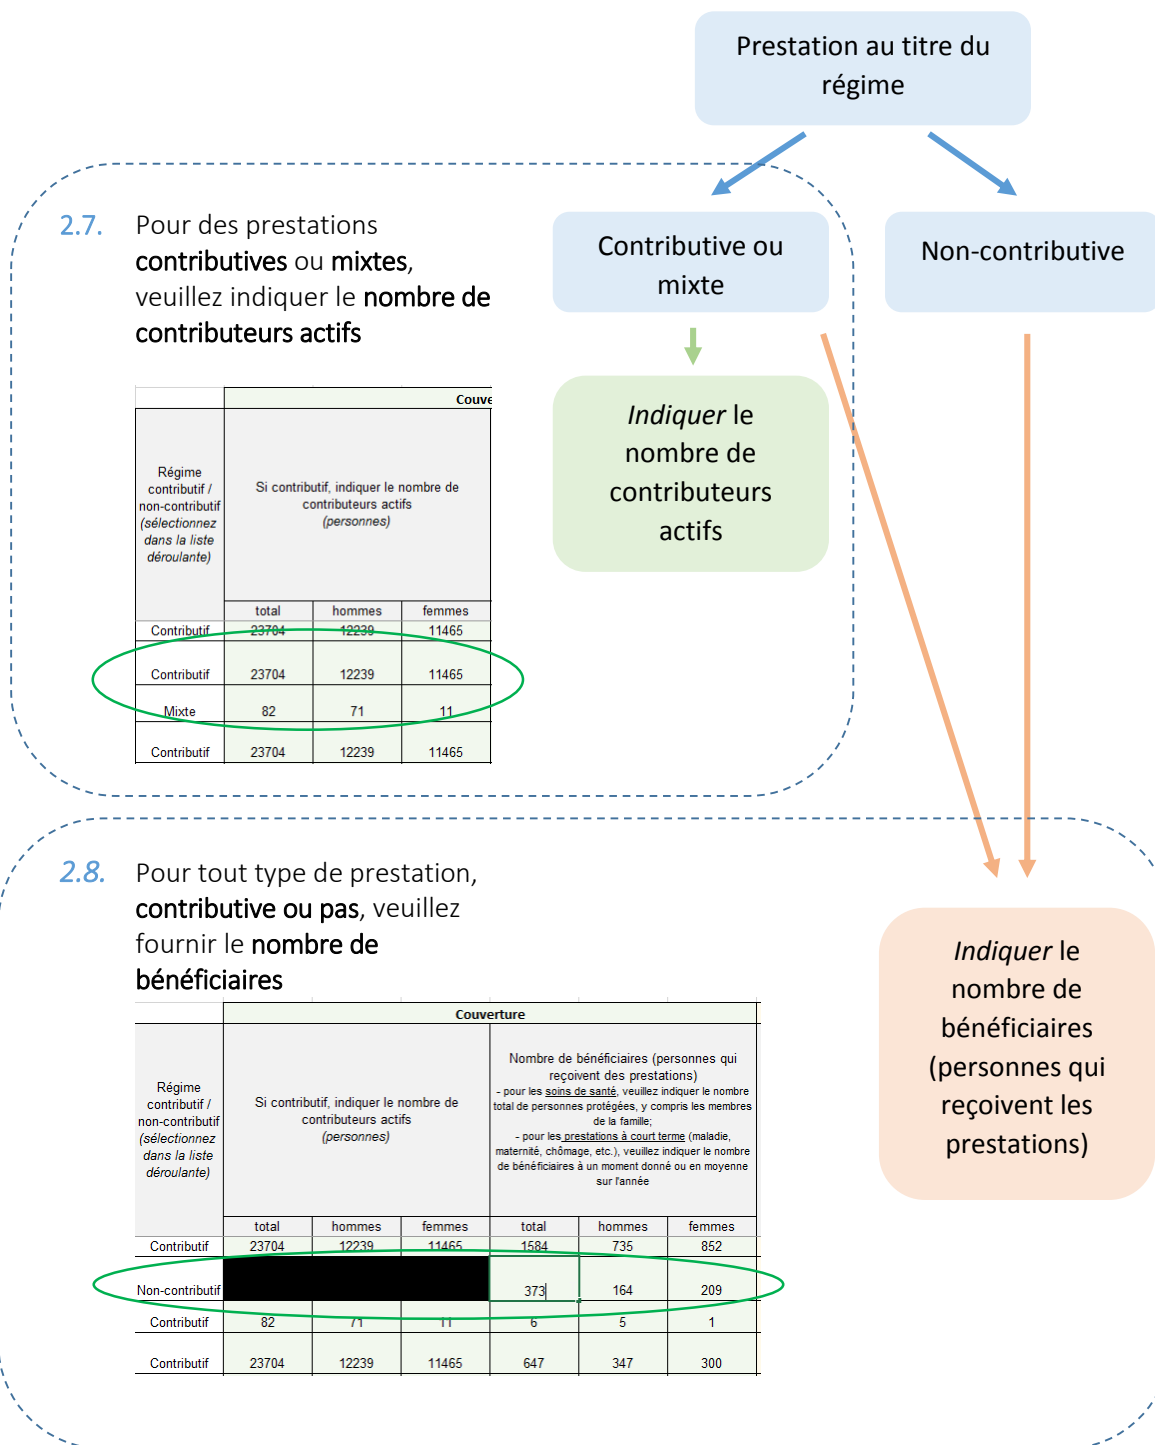 Prestation au titre du
régime
2.7. Pour des prestations
contributives ou mixtes,
veuillez indiquer le nombre de
contributeurs actifs
Contributive ou
mixte
Non-contributive
Indiquer le
nombre de
contributeurs
actifs
Couve
Régime
contributif /
non-contributif
(sélectionnez
dans la liste
déroulante)
Si contributif, indiquer le nombre de
contributeurs actifs
(personnes)
total hommes femmes
Contributif 23704 12239 11465
Contributif 23704 12239 11465
Mixte 82 71 11
Contributif 23704 12239 11465
2.8. Pour tout type de prestation,
contributive ou pas, veuillez
fournir le nombre de
bénéficiaires
Indiquer le
nombre de
bénéficiaires
(personnes qui
reçoivent les
prestations)
Couverture
Régime
contributif /
non-contributif
(sélectionnez
dans la liste
déroulante)
Si contributif, indiquer le nombre de
contributeurs actifs
(personnes)
Nombre de bénéficiaires (personnes qui
reçoivent des prestations)
- pour les soins de santé, veuillez indiquer le nombre
total de personnes protégées, y compris les membres
de la famille;
- pour les prestations à court terme (maladie,
maternité, chômage, etc.), veuillez indiquer le nombre
de bénéficiaires à un moment donné ou en moyenne
sur l'année
total hommes femmes total hommes femmes
Contributif 23704 12239 11465 1584 735 852
Non-contributif 373 164 209
Contributif 82 71 11 6 5 1
Contributif 23704 12239 11465 647 347 300